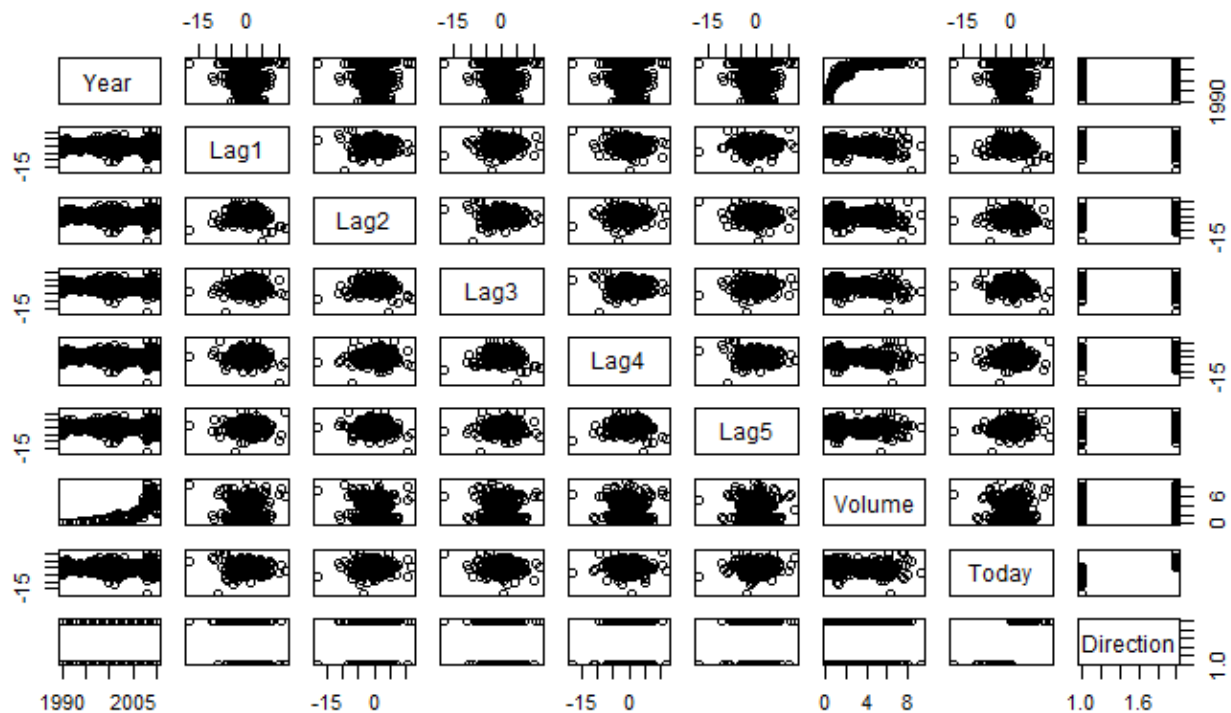 -15 0 -15 0 -15 0 -15 0
Year 1990
-15 Lag1
Lag2 -15
-15 Lag3
Lag4 -15
-15 Lag5
Volume 0 6
-15 Today
Direction 1.0
1990 2005 -15 0 -15 0 0 4 8 1.0 1.6